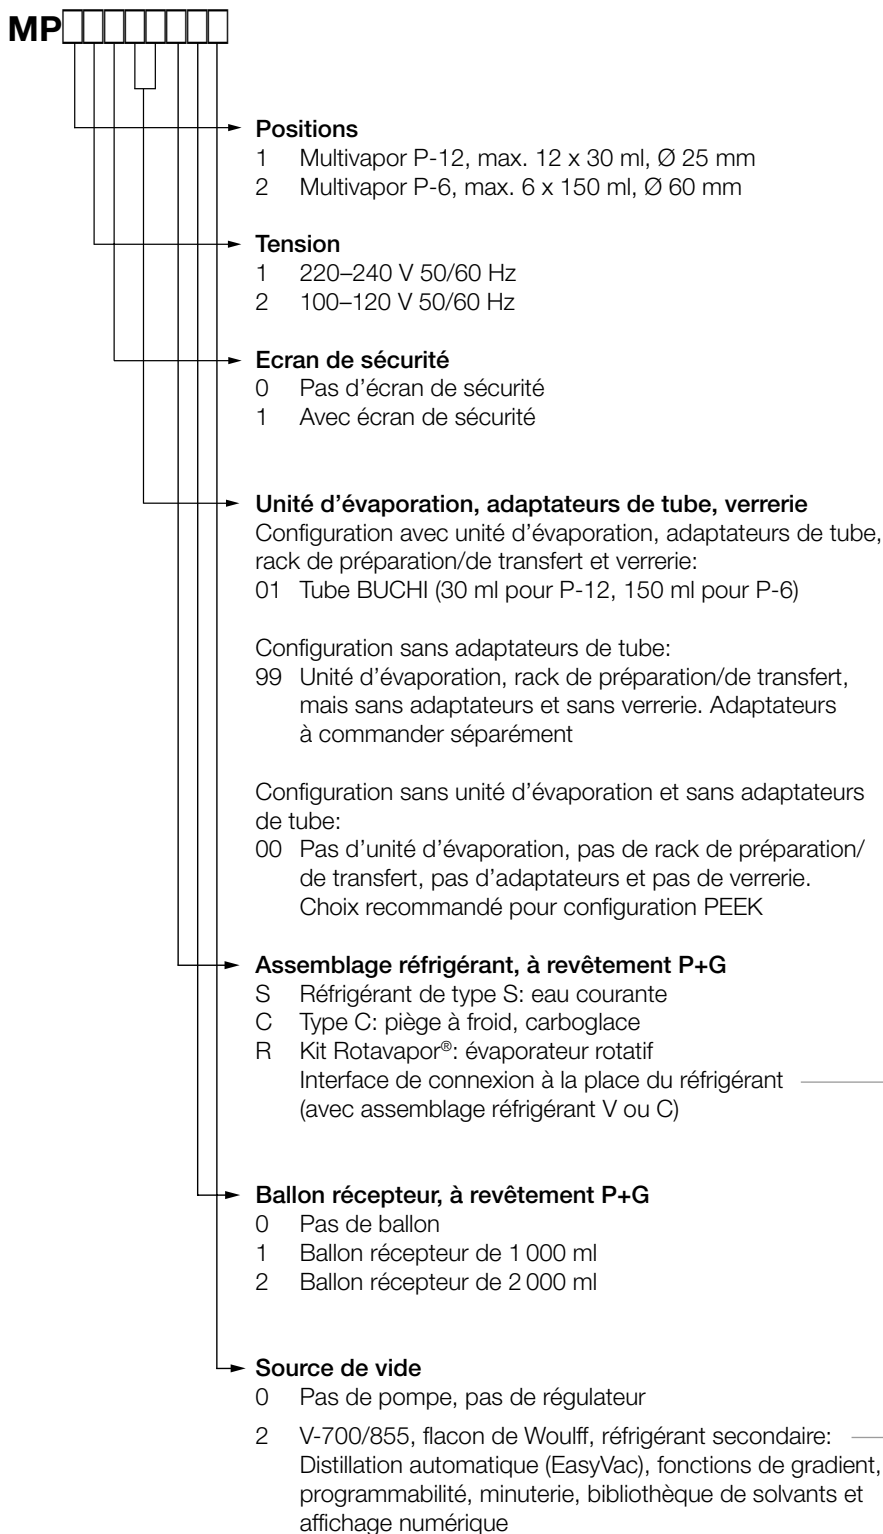 MP
Positions
1 Multivapor P-12, max. 12 x 30 ml, Ø 25 mm
2 Multivapor P-6, max. 6 x 150 ml, Ø 60 mm
Tension
1 220–240 V 50/60 Hz
2 100–120 V 50/60 Hz
Ecran de sécurité
0 Pas d’écran de sécurité
1 Avec écran de sécurité
Unité d’évaporation, adaptateurs de tube, verrerie
Configuration avec unité d’évaporation, adaptateurs de tube,
rack de préparation/de transfert et verrerie:
01 Tube BUCHI (30 ml pour P-12, 150 ml pour P-6)
Configuration sans adaptateurs de tube:
99 Unité d’évaporation, rack de préparation/de transfert,
mais sans adaptateurs et sans verrerie. Adaptateurs
à commander séparément
Configuration sans unité d’évaporation et sans adaptateurs
de tube:
00 Pas d’unité d’évaporation, pas de rack de préparation/
de transfert, pas d’adaptateurs et pas de verrerie.
Choix recommandé pour configuration PEEK
Assemblage réfrigérant, à revêtement P+G
S Réfrigérant de type S: eau courante
C Type C: piège à froid, carboglace
R Kit Rotavapor®: évaporateur rotatif
Interface de connexion à la place du réfrigérant
(avec assemblage réfrigérant V ou C)
Ballon récepteur, à revêtement P+G
0 Pas de ballon
1 Ballon récepteur de 1 000 ml
2 Ballon récepteur de 2 000 ml
Source de vide
0 Pas de pompe, pas de régulateur
2 V-700/855, flacon de Woulff, réfrigérant secondaire:
Distillation automatique (EasyVac), fonctions de gradient,
programmabilité, minuterie, bibliothèque de solvants et
affichage numérique